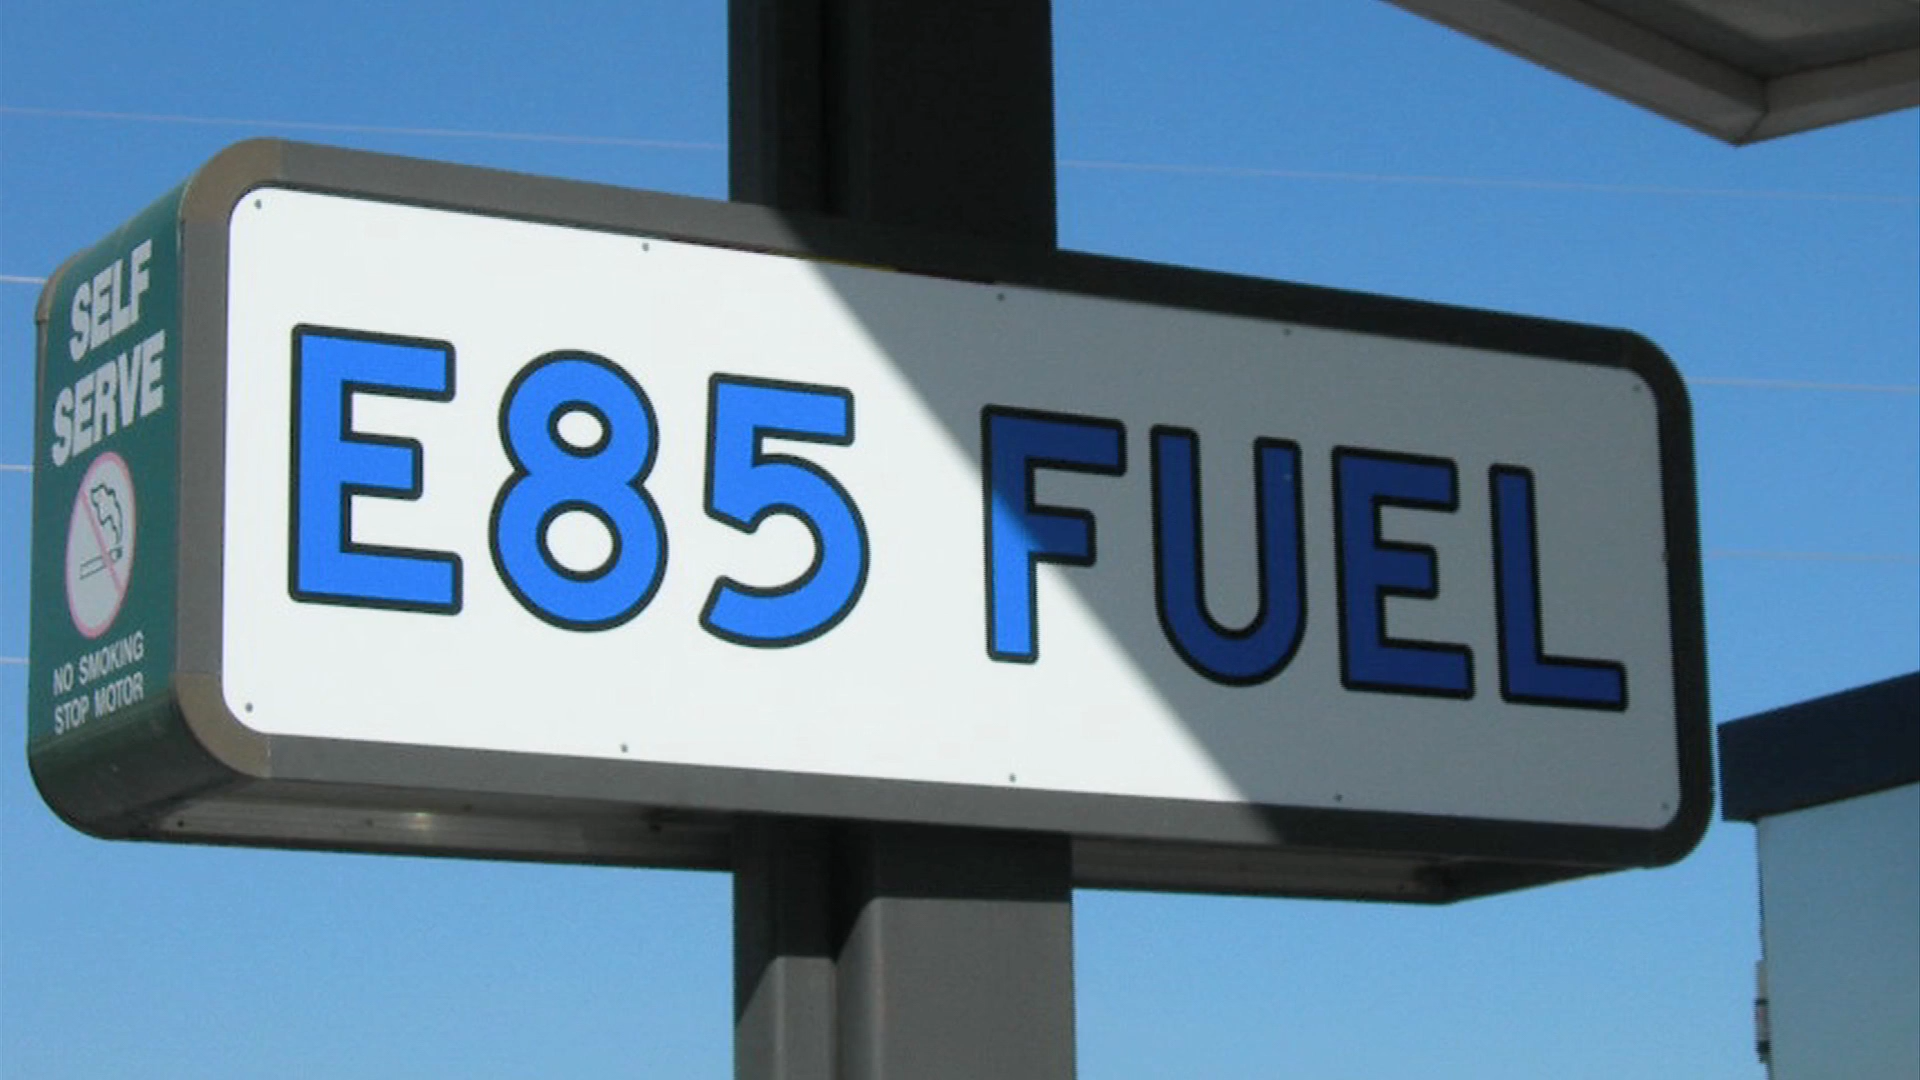 SELF
SERVE
NO SMOKING
STOP MOTOR
E85 FUEL